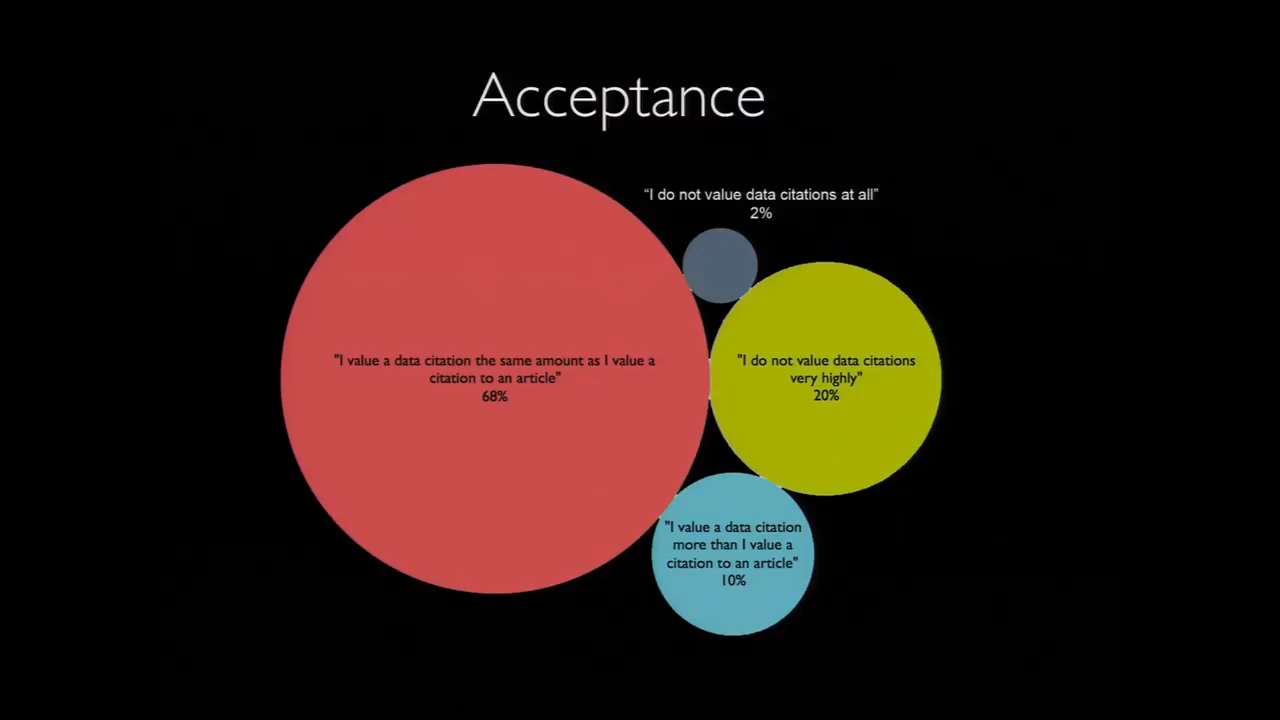 Acceptance
“I do not value data citations at all”
2%
"I value a data citation the same amount as I value a
citation to an article"
68%
"I do not value data citations
very highly"
20%
"I value a data citation
more than I value a
citation to an article"
10%